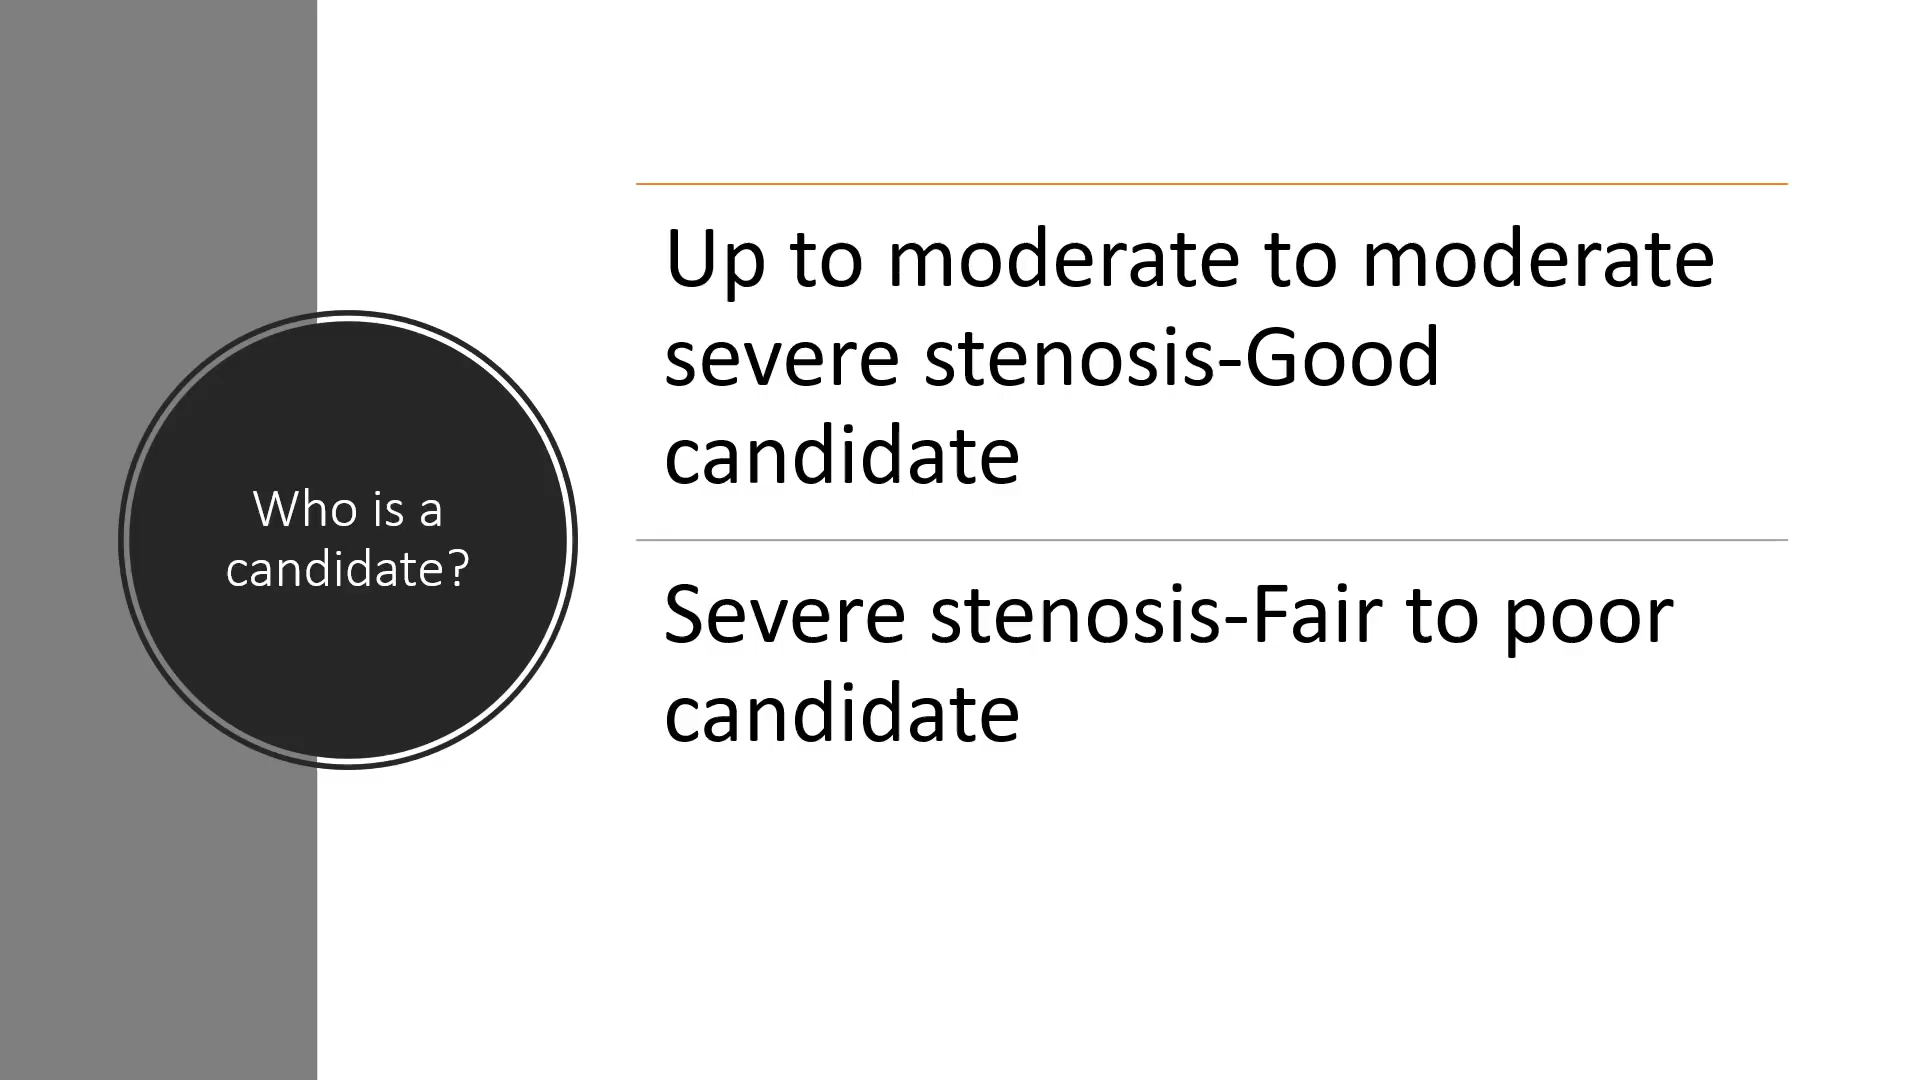 Who is a
candidate?
Up to moderate to moderate
severe stenosis-Good
candidate
Severe stenosis-Fair to poor
candidate